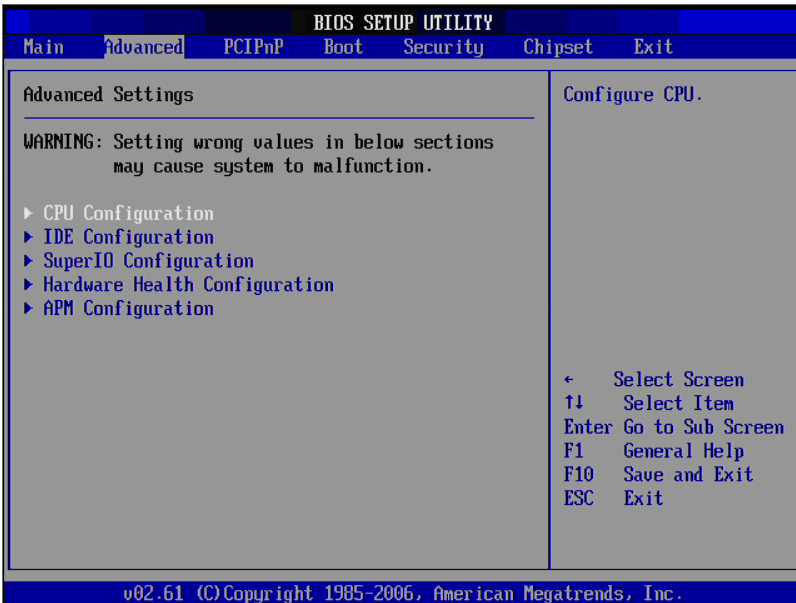 BIOS SETUP UTILITY
Main Advanced PCIPnP Boot Security Chipset Exit
Advanced Settings
WARNING: Setting wrong values in below sections
may cause system to malfunction.
► CPU Configuration
► IDE Configuration
► SuperIO Configuration
► Hardware Health Configuration
► APM Configuration
Configure CPU.
← Select Screen
↑↓ Select Item
Enter Go to Sub Screen
F1 General Help
F10 Save and Exit
ESC Exit
v02.61 (C)Copyright 1985-2006, American Megatrends, Inc.